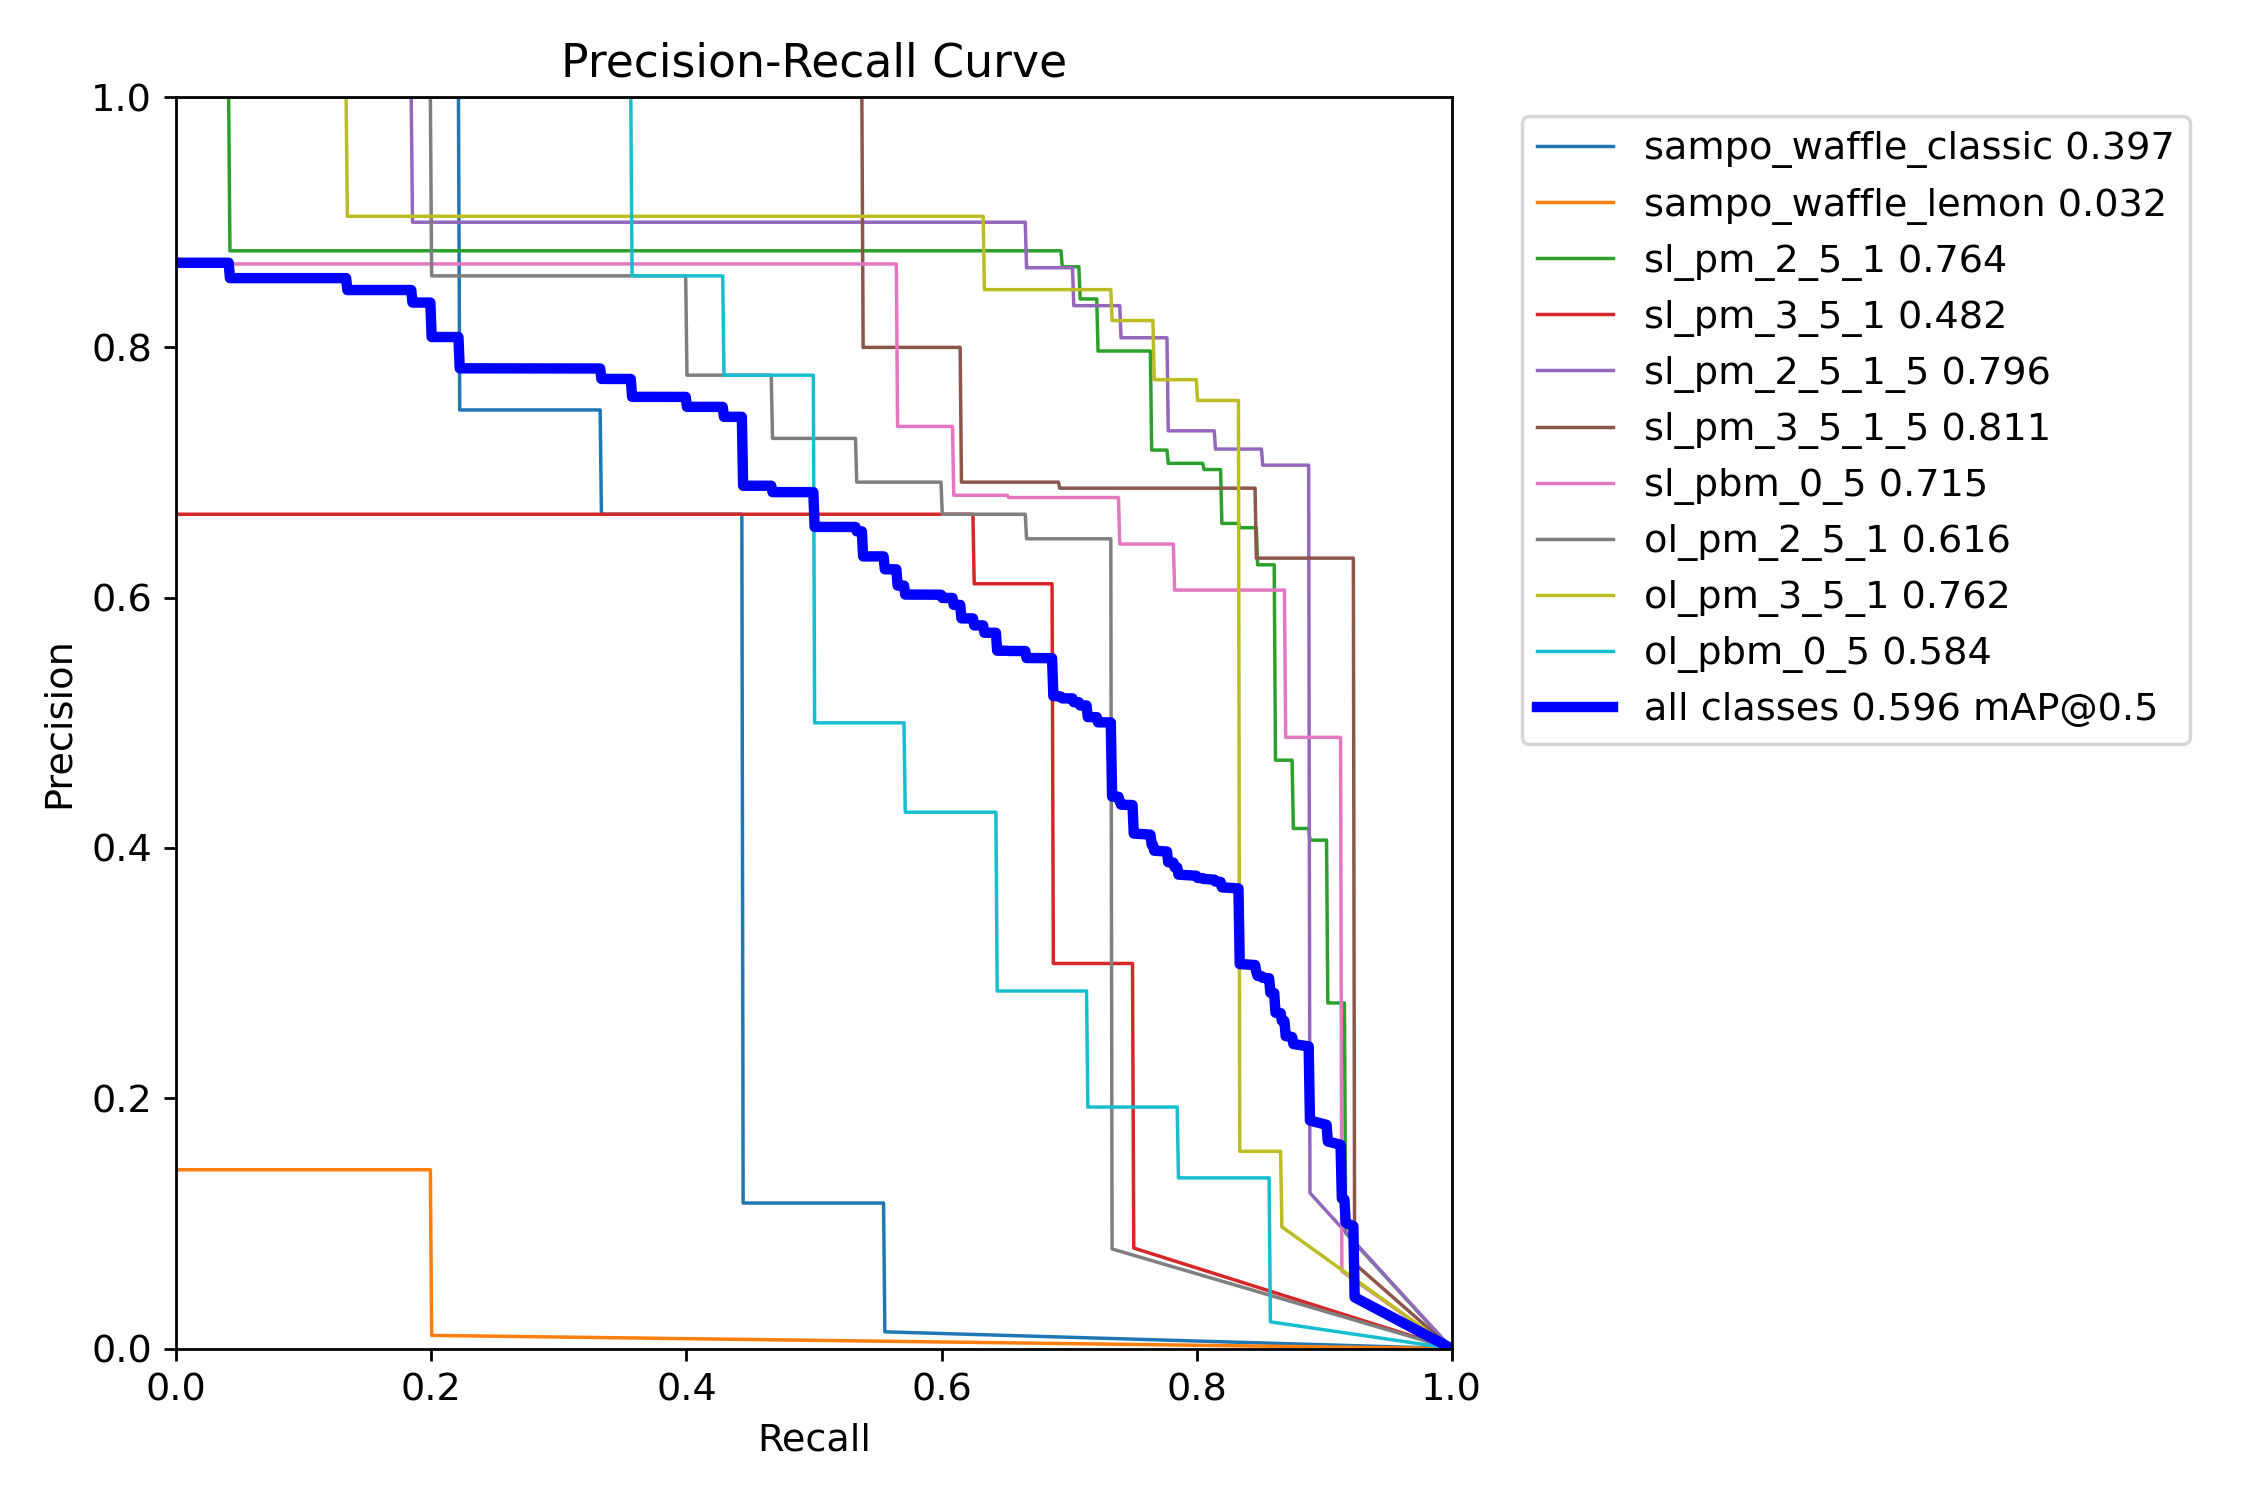 Precision-Recall Curve
1.0
0.8
0.6
0.4
0.2
0.0
Precision
0.0 0.2 0.4 0.6 0.8 1.0
Recall
sampo_waffle_classic 0.397
sampo_waffle_lemon 0.032
sl_pm_2_5_1 0.764
sl_pm_3_5_1 0.482
sl_pm_2_5_1_5 0.796
sl_pm_3_5_1_5 0.811
sl_pbm_0_5 0.715
ol_pm_2_5_1 0.616
ol_pm_3_5_1 0.762
ol_pbm_0_5 0.584
all classes 0.596 mAP@0.5